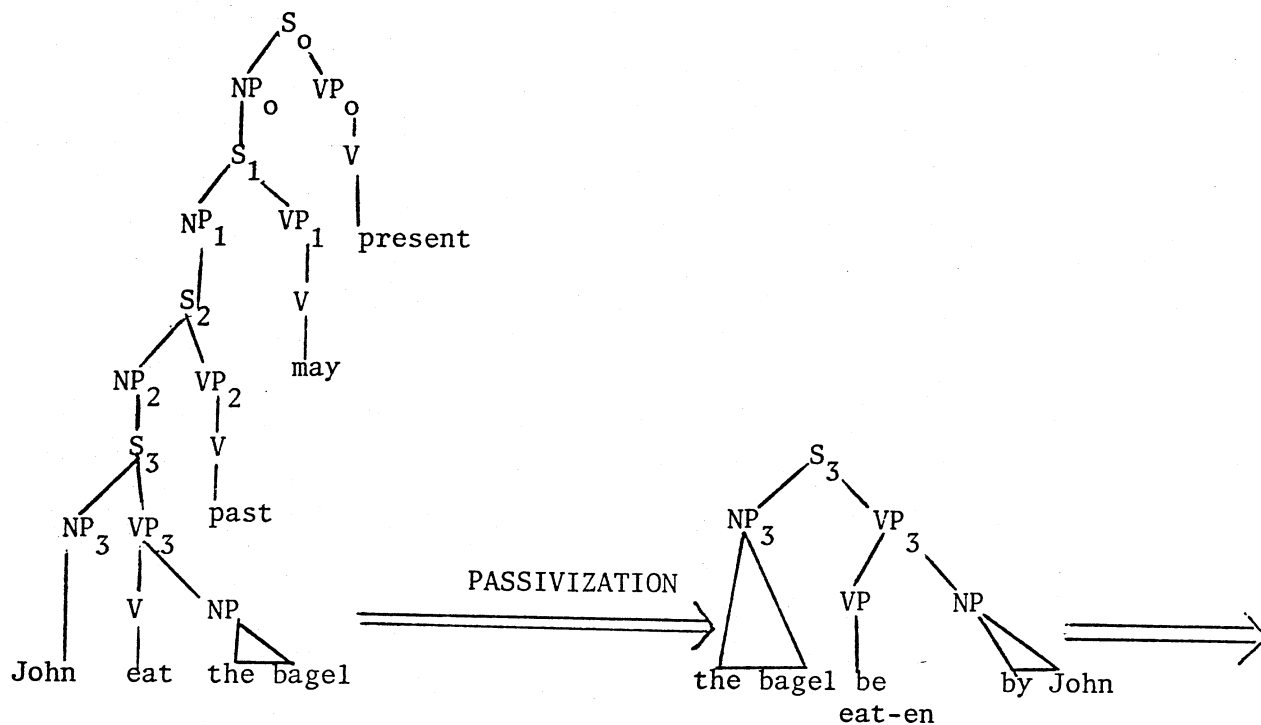 S₀
NP₀ VP₀
S₁ V
NP₁ VP₁ present
S₂ V
may
NP₂ VP₂
S₃ V S₃
past
NP₃ VP₃ NP₃ VP₃
PASSIVIZATION
V NP VP NP
John eat the bagel the bagel be by John
eat-en